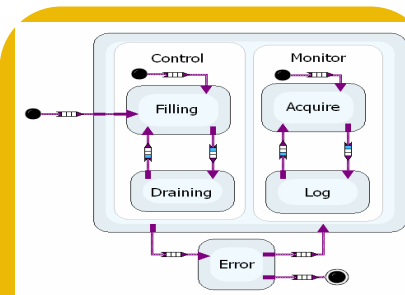 Control
Monitor
Filling
Acquire
Draining
Log
Error